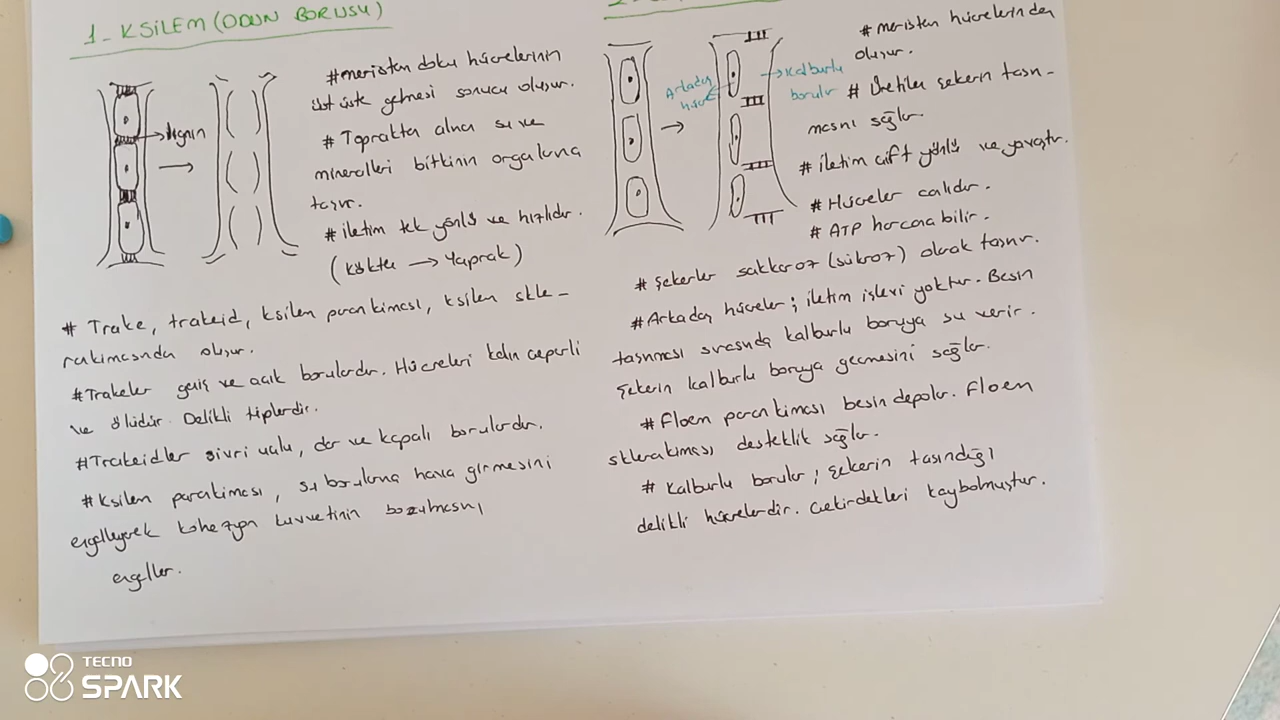 1- KSİLEM (ODUN BORUSU)
lignin
#meristem doku hücrelerinin
üst üste gelmesi sonucu oluşur.
# Topraktan alınan su ve
mineralleri bitkinin organlarına
taşır.
# iletim tek yönlü ve hızlıdır.
(Kökten → Yaprak)
# Trake, trakeid, ksilem parankiması, ksilem skle-
rankimasından oluşur.
#Trakeler geniş ve açık borulardır. Hücreleri kalın çeperli
ve ölüdür. Delikli tiplerdir.
#Trakeidler sivri uçlu, dar ve kapalı borulardır.
#Ksilem parankiması, su borularına hava girmesini
engelleyerek kohezyon kuvvetinin bozulmasını
engeller.
Arkadaş
hücre
Kalburlu
borular
# meristem hücrelerinden
oluşur.
# Üretilen şekerin taşın-
masını sağlar.
# iletim çift yönlü ve yavaştır.
# Hücreler canlıdır.
# ATP harcanabilir.
# Şekerler sakkaroz (sükroz) olarak taşınır.
#Arkadaş hücreler; iletim işlevi yoktur. Besin
taşınması sırasında kalburlu boruya su verir.
Şekerin kalburlu boruya geçmesini sağlar.
# Floem parankiması besin depolar. Floem
sklerankiması desteklik sağlar.
# Kalburlu borular; şekerin taşındığı
delikli hücrelerdir. Çekirdekleri kaybolmuştur.
TECNO
SPARK